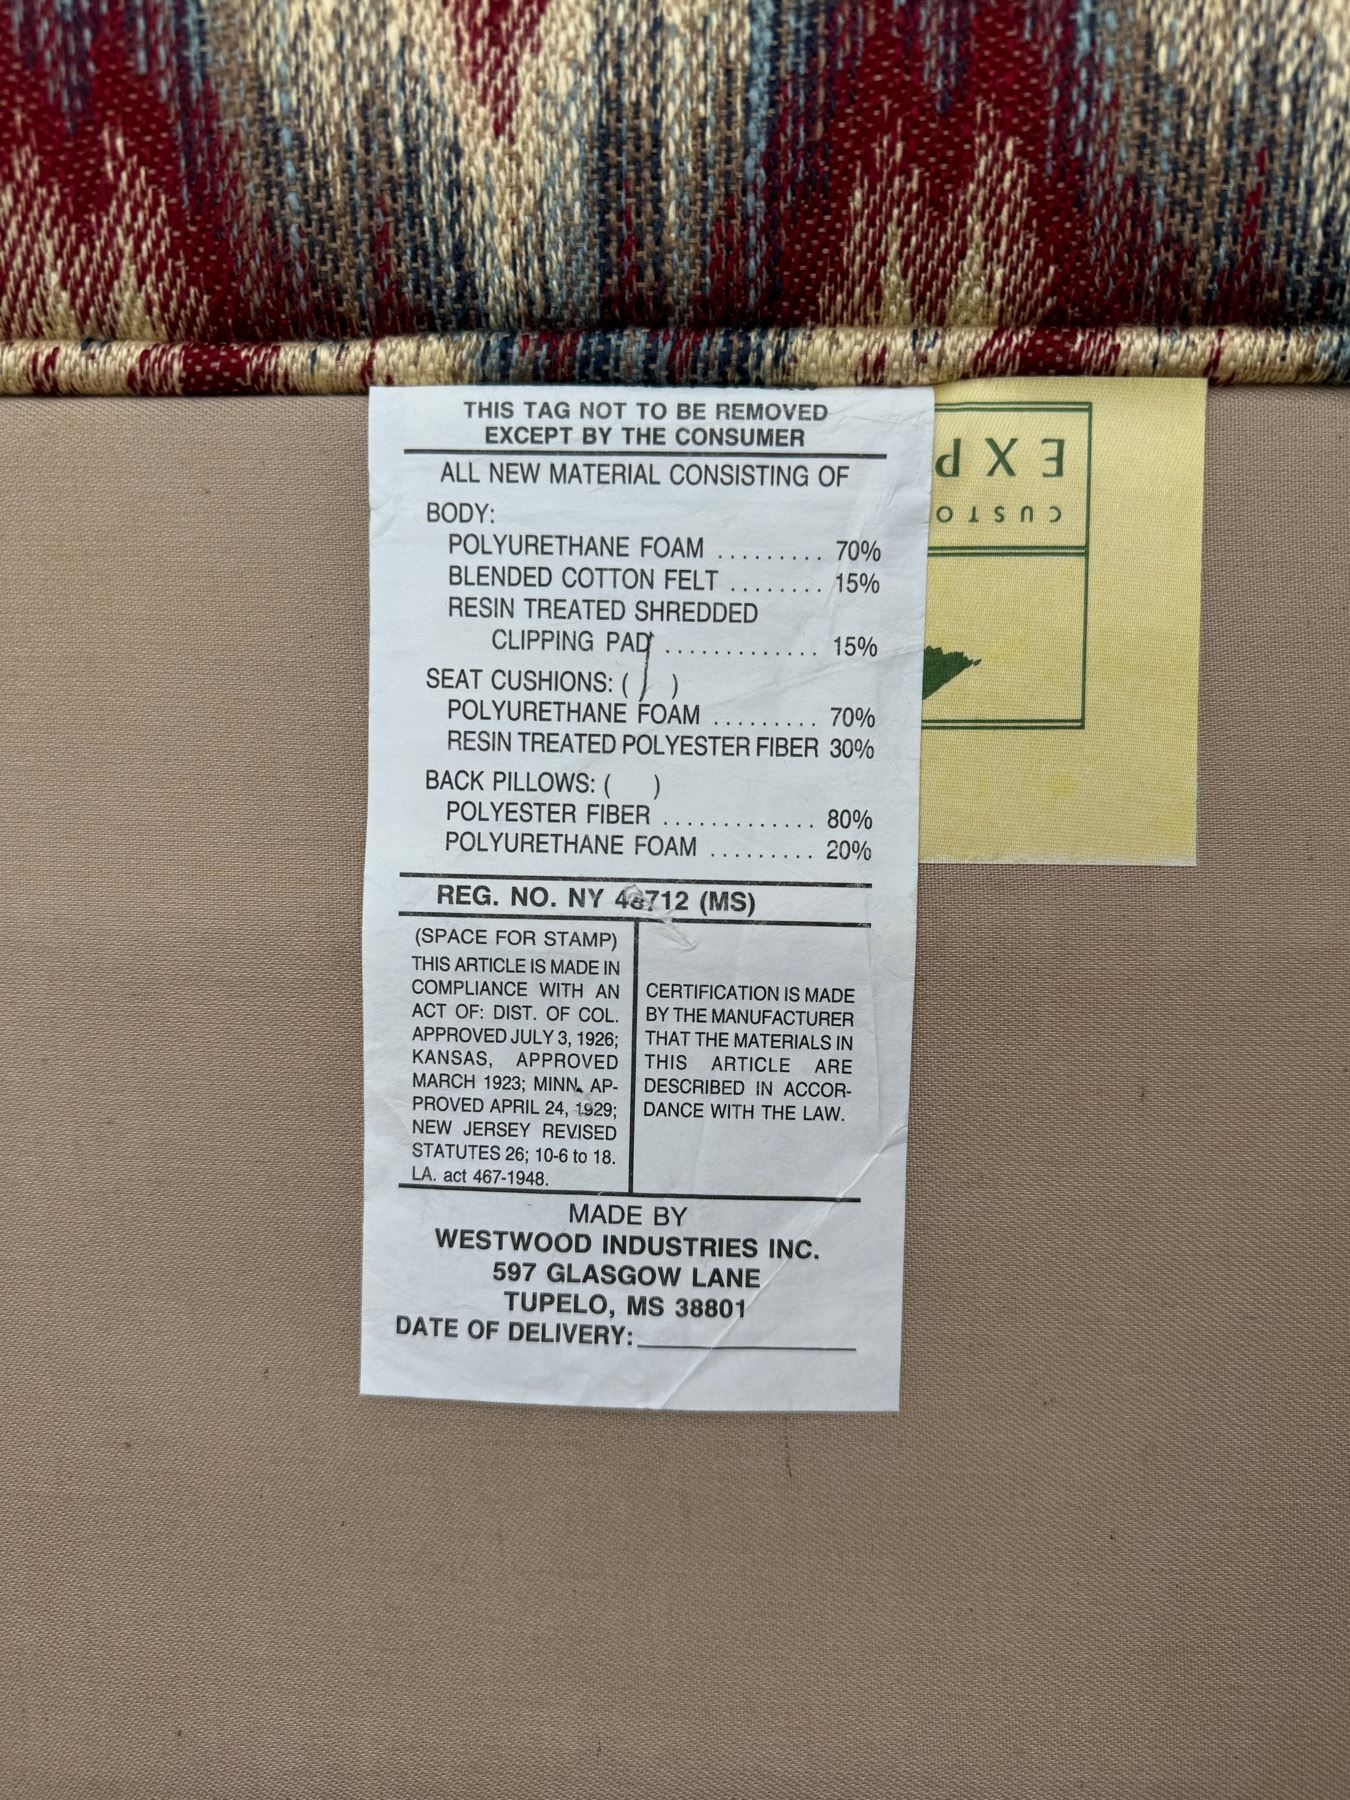 THIS TAG NOT TO BE REMOVED
EXCEPT BY THE CONSUMER
ALL NEW MATERIAL CONSISTING OF
BODY:
POLYURETHANE FOAM ......... 70%
BLENDED COTTON FELT ........ 15%
RESIN TREATED SHREDDED
CLIPPING PAD ............. 15%
SEAT CUSHIONS: ( / )
POLYURETHANE FOAM ......... 70%
RESIN TREATED POLYESTER FIBER 30%
BACK PILLOWS: ( )
POLYESTER FIBER ............. 80%
POLYURETHANE FOAM ......... 20%
REG. NO. NY 48712 (MS)
(SPACE FOR STAMP)
THIS ARTICLE IS MADE IN
COMPLIANCE WITH AN
ACT OF: DIST. OF COL.
APPROVED JULY 3, 1926;
KANSAS, APPROVED
MARCH 1923; MINN. AP-
PROVED APRIL 24, 1929;
NEW JERSEY REVISED
STATUTES 26; 10-6 to 18.
LA. act 467-1948.
CERTIFICATION IS MADE
BY THE MANUFACTURER
THAT THE MATERIALS IN
THIS ARTICLE ARE
DESCRIBED IN ACCOR-
DANCE WITH THE LAW.
MADE BY
WESTWOOD INDUSTRIES INC.
597 GLASGOW LANE
TUPELO, MS 38801
DATE OF DELIVERY:
CUSTO
EXP